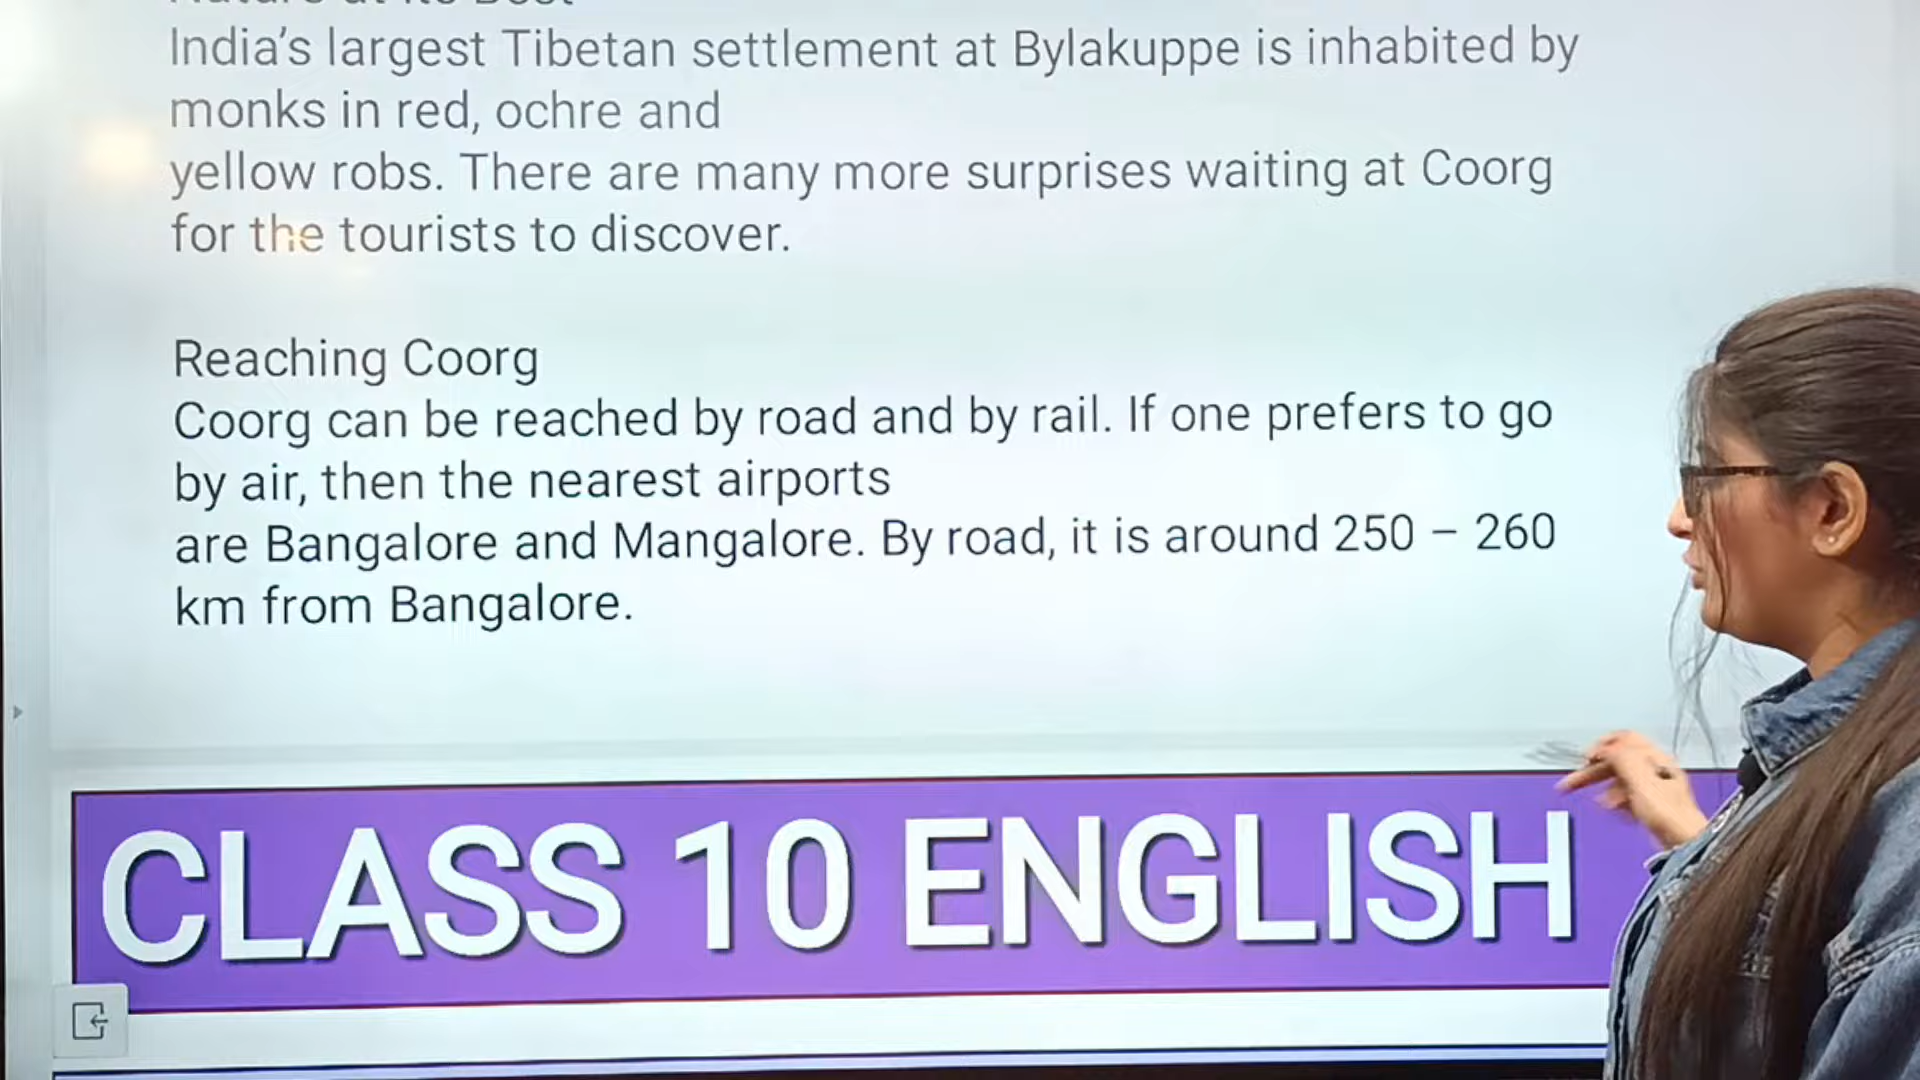 India's largest Tibetan settlement at Bylakuppe is inhabited by
monks in red, ochre and
yellow robs. There are many more surprises waiting at Coorg
for the tourists to discover.
Reaching Coorg
Coorg can be reached by road and by rail. If one prefers to go
by air, then the nearest airports
are Bangalore and Mangalore. By road, it is around 250 – 260
km from Bangalore.
CLASS 10 ENGLISH